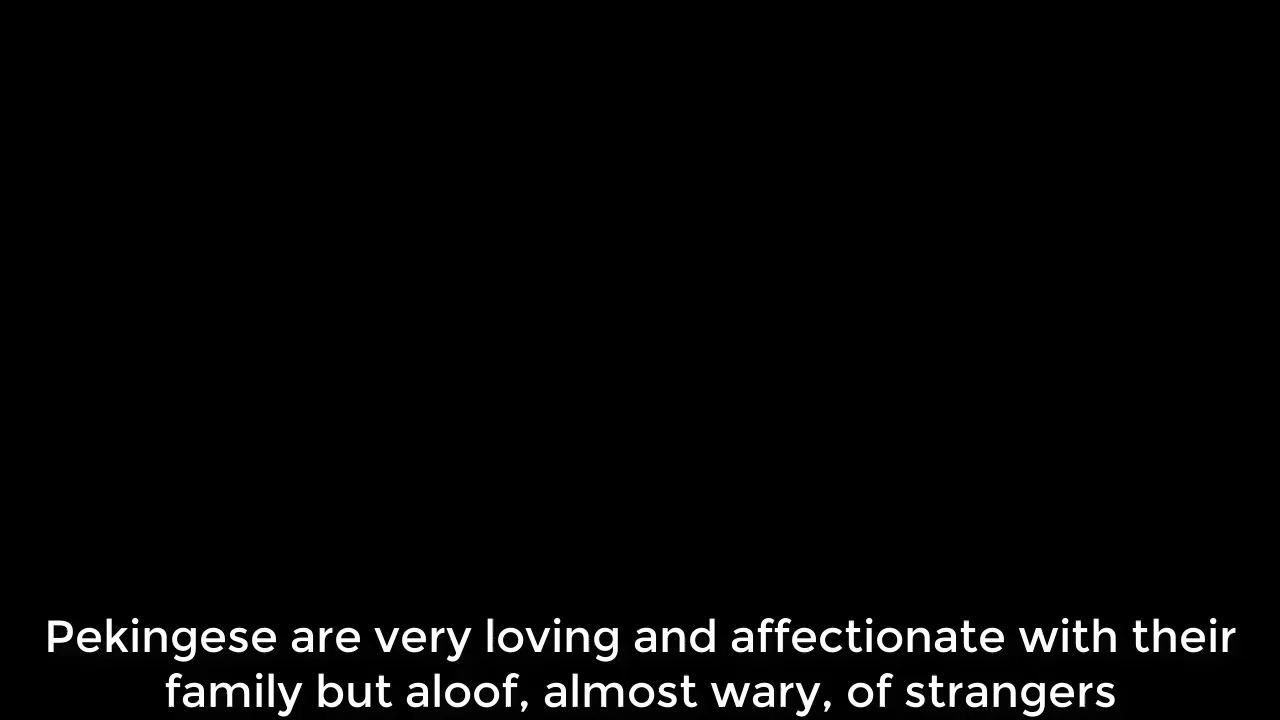 Pekingese are very loving and affectionate with their
family but aloof, almost wary, of strangers